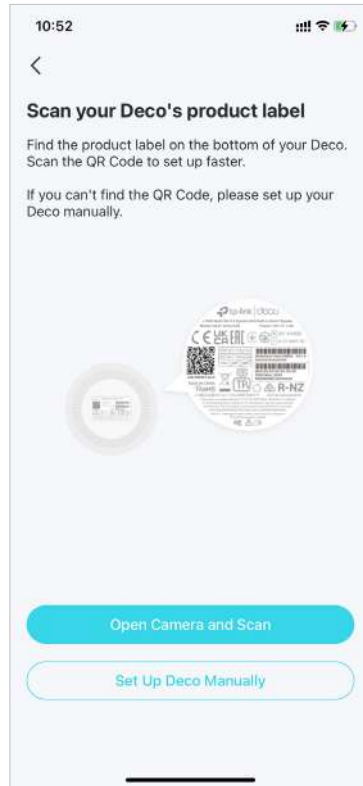 10:52
Scan your Deco's product label
Find the product label on the bottom of your Deco.
Scan the QR Code to set up faster.
If you can't find the QR Code, please set up your
Deco manually.
tp-link | deco
R-NZ
Open Camera and Scan
Set Up Deco Manually